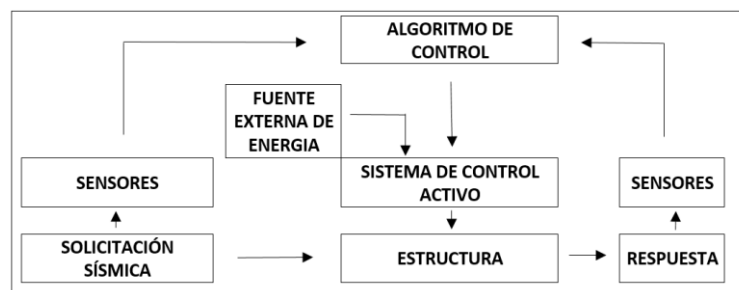 ALGORITMO DE
CONTROL
FUENTE
EXTERNA DE
ENERGIA
SENSORES
SISTEMA DE CONTROL
ACTIVO
SENSORES
SOLICITACIÓN
SÍSMICA
ESTRUCTURA
RESPUESTA